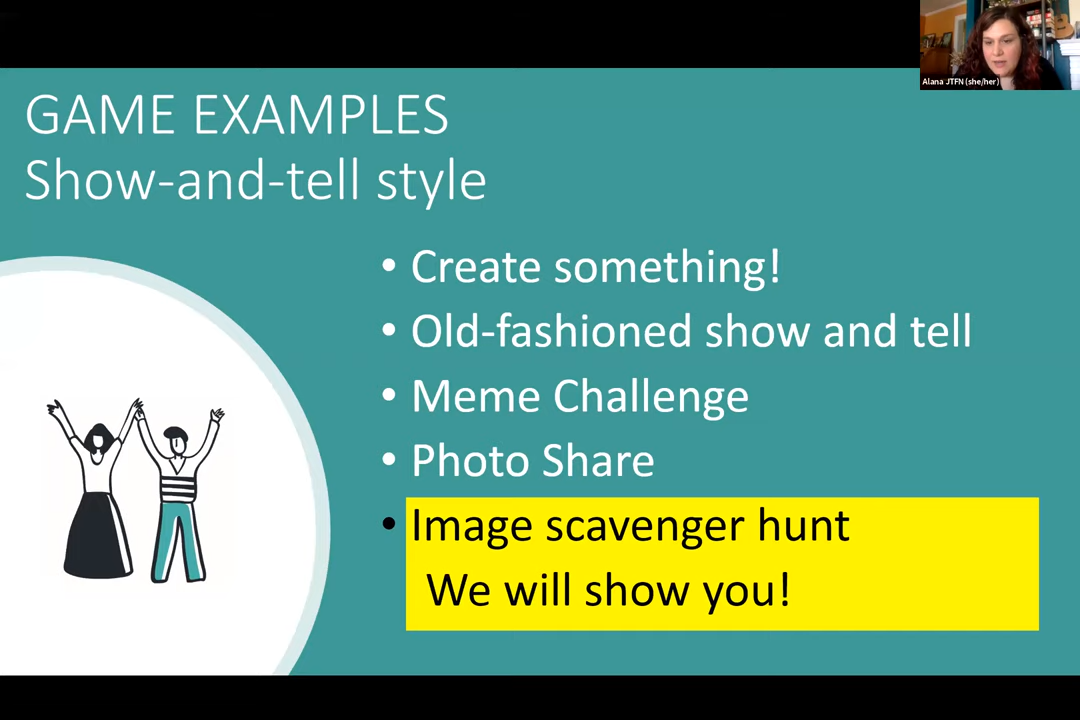 Alana JTFN (she/her)
GAME EXAMPLES
Show-and-tell style
• Create something!
• Old-fashioned show and tell
• Meme Challenge
• Photo Share
• Image scavenger hunt
We will show you!